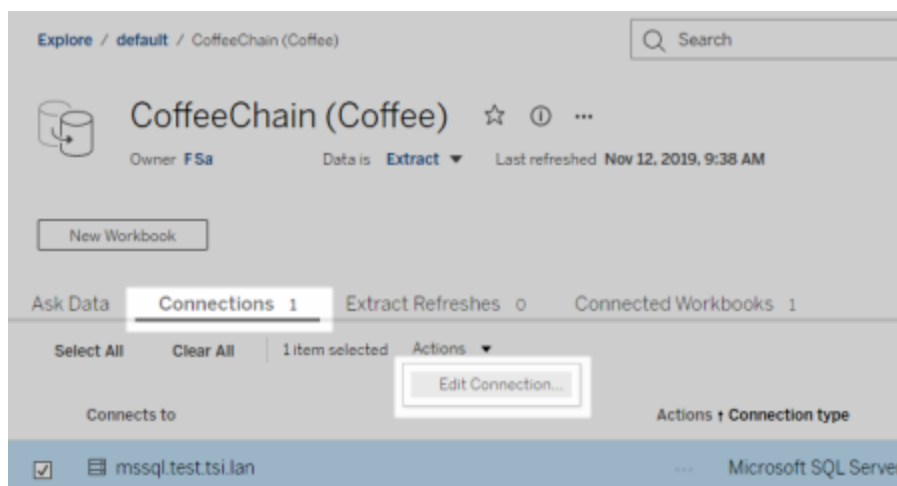 Explore / default / CoffeeChain (Coffee) Search
CoffeeChain (Coffee)
Owner FSa Data is Extract Last refreshed Nov 12, 2019, 9:38 AM
New Workbook
Ask Data Connections 1 Extract Refreshes 0 Connected Workbooks 1
Select All Clear All 1 item selected Actions
Edit Connection...
Connects to Actions ↑ Connection type
mssql.test.tsi.lan ... Microsoft SQL Server